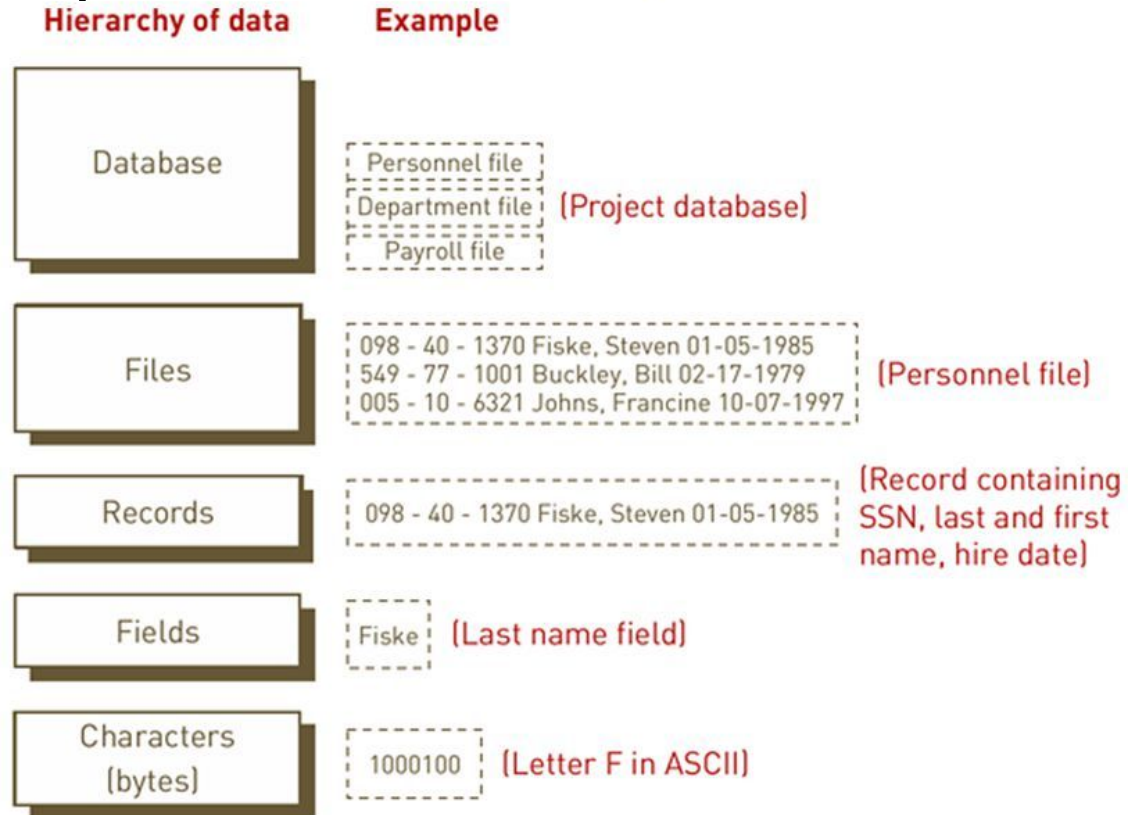 Hierarchy of data
Example
Database
Personnel file
Department file
Payroll file
(Project database)
Files
098 - 40 - 1370 Fiske, Steven 01-05-1985
549 - 77 - 1001 Buckley, Bill 02-17-1979
005 - 10 - 6321 Johns, Francine 10-07-1997
(Personnel file)
Records
098 - 40 - 1370 Fiske, Steven 01-05-1985
(Record containing
SSN, last and first
name, hire date)
Fields
Fiske
(Last name field)
Characters
(bytes)
1000100
(Letter F in ASCII)